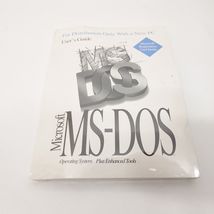 For Distribution Only With a New PC
User's Guide
MS
DOS
Microsoft
MS-DOS
Operating System Plus Enhanced Tools